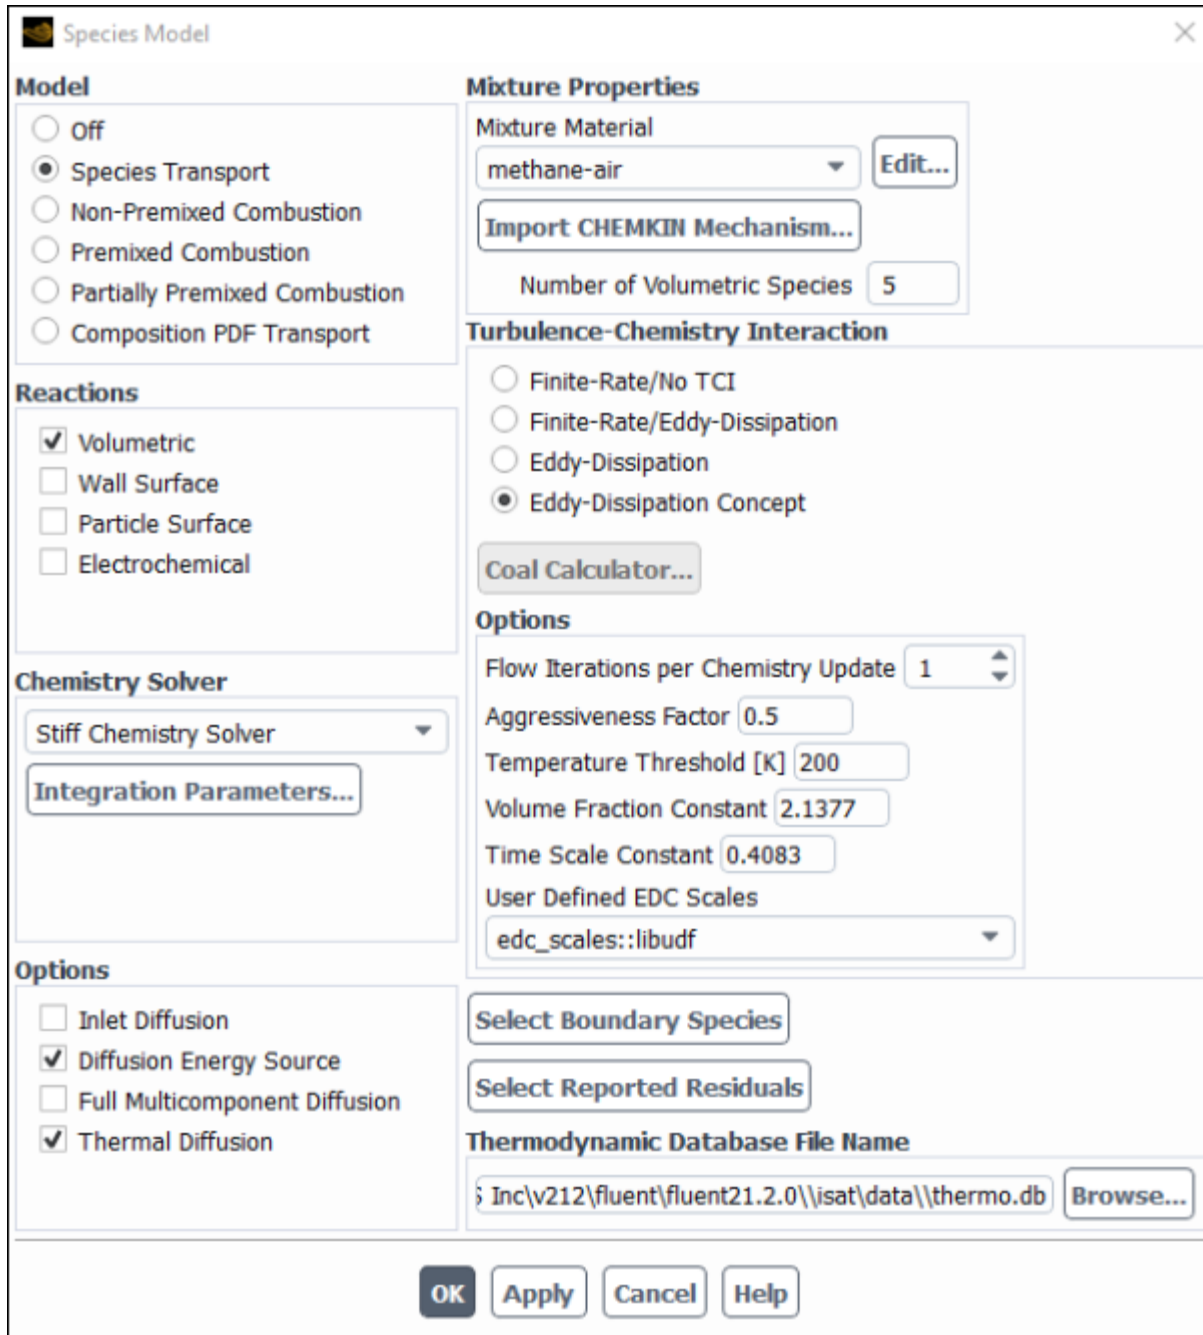 Species Model
Model
Off
Species Transport
Non-Premixed Combustion
Premixed Combustion
Partially Premixed Combustion
Composition PDF Transport
Reactions
Volumetric
Wall Surface
Particle Surface
Electrochemical
Chemistry Solver
Stiff Chemistry Solver
Integration Parameters...
Options
Inlet Diffusion
Diffusion Energy Source
Full Multicomponent Diffusion
Thermal Diffusion
Mixture Properties
Mixture Material
methane-air Edit...
Import CHEMKIN Mechanism...
Number of Volumetric Species 5
Turbulence-Chemistry Interaction
Finite-Rate/No TCI
Finite-Rate/Eddy-Dissipation
Eddy-Dissipation
Eddy-Dissipation Concept
Coal Calculator...
Options
Flow Iterations per Chemistry Update 1
Aggressiveness Factor 0.5
Temperature Threshold [K] 200
Volume Fraction Constant 2.1377
Time Scale Constant 0.4083
User Defined EDC Scales
edc_scales::libudf
Select Boundary Species
Select Reported Residuals
Thermodynamic Database File Name
Inc\v212\fluent\fluent21.2.0\\isat\data\\thermo.db Browse...
OK Apply Cancel Help